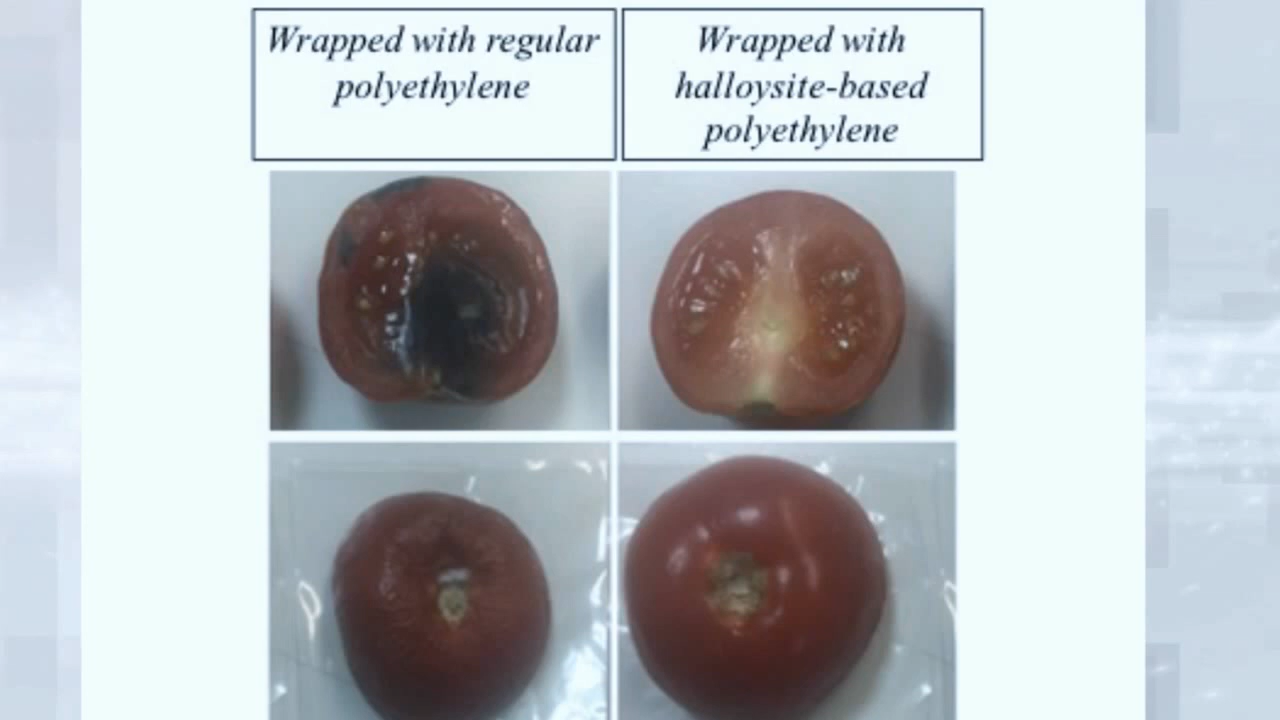 Wrapped with regular
polyethylene
Wrapped with
halloysite-based
polyethylene